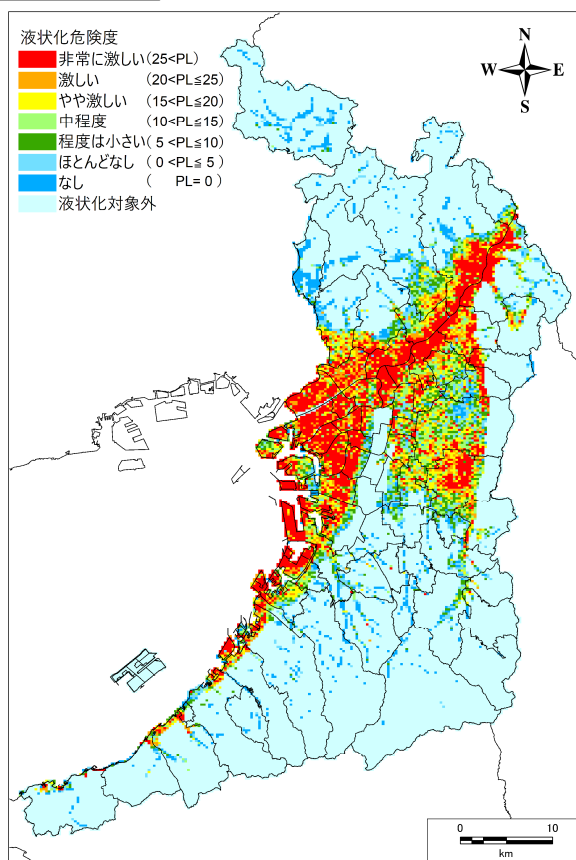 液状化危険度
非常に激しい(25<PL)
激しい (20<PL≦25)
やや激しい (15<PL≦20)
中程度 (10<PL≦15)
程度は小さい( 5 <PL≦10)
ほとんどなし ( 0 <PL≦ 5 )
なし ( PL= 0 )
液状化対象外
N
W E
S
0 10
km